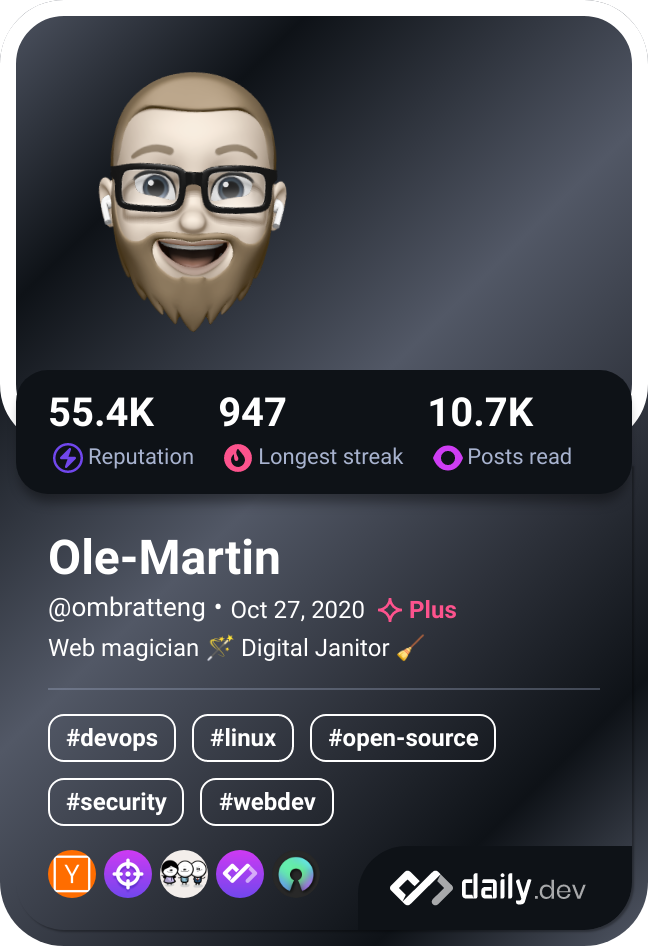 55.4K 947 10.7K
Reputation Longest streak Posts read
Ole-Martin
@ombratteng • Oct 27, 2020 Plus
Web magician 🪄 Digital Janitor 🧹
#devops #linux #open-source
#security #webdev
Y
daily.dev